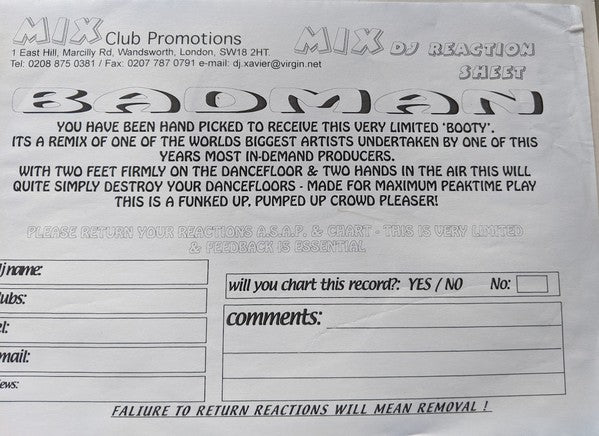 MIX Club Promotions
1 East Hill, Marcilly Rd, Wandsworth, London, SW18 2HT.
Tel: 0208 875 0381 / Fax: 0207 787 0791 e-mail: dj.xavier@virgin.net
MIX DJ REACTION
SHEET
BADMAN
YOU HAVE BEEN HAND PICKED TO RECEIVE THIS VERY LIMITED 'BOOTY'.
ITS A REMIX OF ONE OF THE WORLDS BIGGEST ARTISTS UNDERTAKEN BY ONE OF THIS
YEARS MOST IN-DEMAND PRODUCERS.
WITH TWO FEET FIRMLY ON THE DANCEFLOOR & TWO HANDS IN THE AIR THIS WILL
QUITE SIMPLY DESTROY YOUR DANCEFLOORS - MADE FOR MAXIMUM PEAKTIME PLAY
THIS IS A FUNKED UP, PUMPED UP CROWD PLEASER!
PLEASE RETURN YOUR REACTIONS A.S.A.P. & CHART - THIS IS VERY LIMITED
& FEEDBACK IS ESSENTIAL
j name:
lubs:
el:
mail:
iews:
will you chart this record?: YES / NO No:
comments:
FALIURE TO RETURN REACTIONS WILL MEAN REMOVAL !